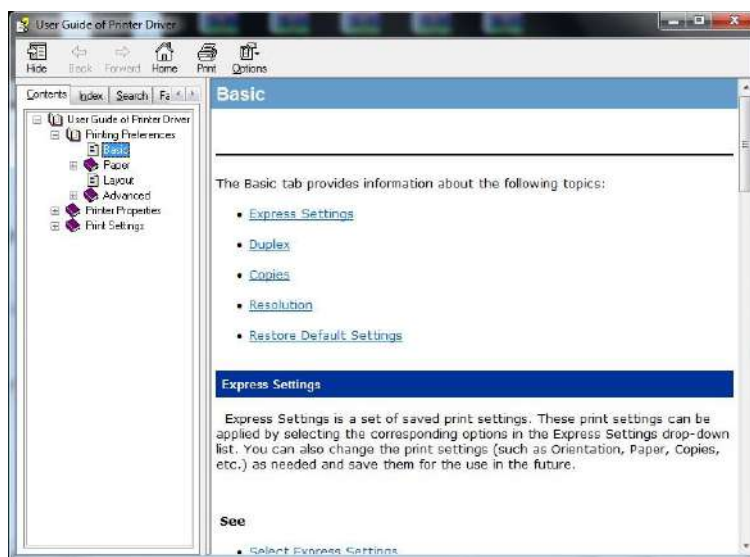 User Guide of Printer Driver
Hide Back Forward Home Print Options
Contents Index Search Fa
User Guide of Printer Driver
Printing Preferences
Basic
Paper
Layout
Advanced
Printer Properties
Print Settings
Basic
The Basic tab provides information about the following topics:
• Express Settings
• Duplex
• Copies
• Resolution
• Restore Default Settings
Express Settings
Express Settings is a set of saved print settings. These print settings can be
applied by selecting the corresponding options in the Express Settings drop-down
list. You can also change the print settings (such as Orientation, Paper, Copies,
etc.) as needed and save them for the use in the future.
See
• Select Express Settings